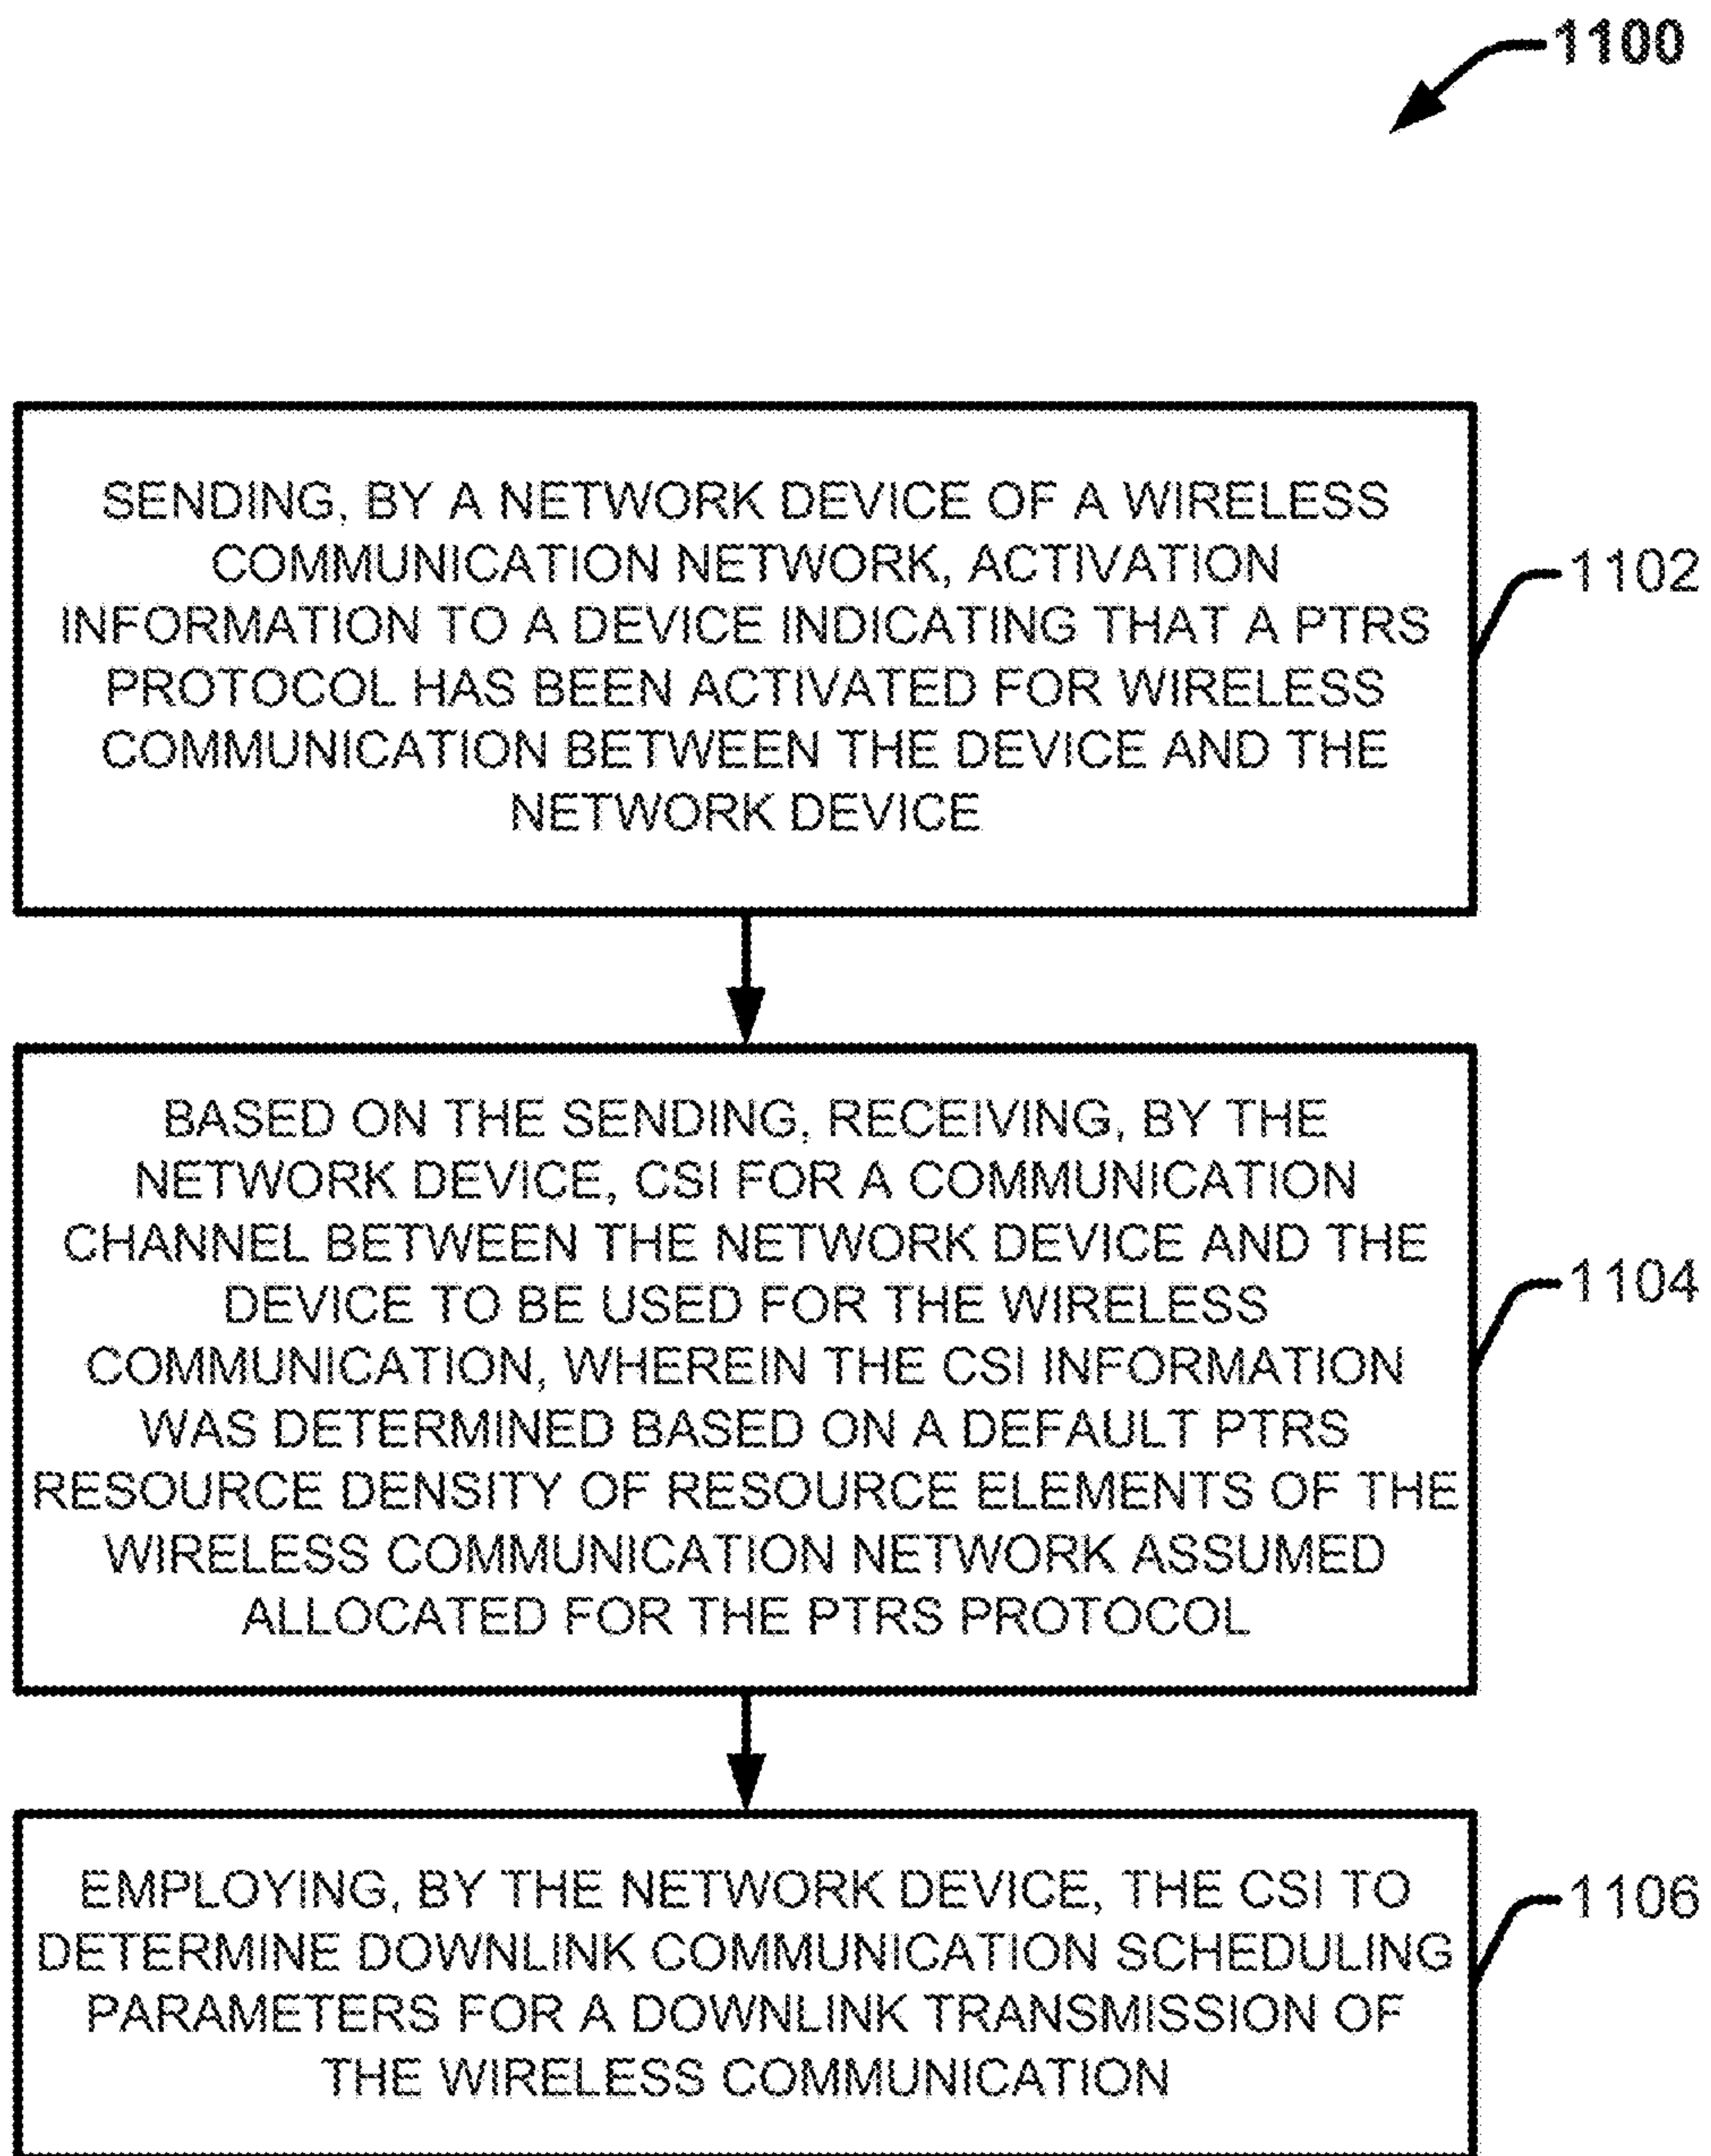 1100
SENDING, BY A NETWORK DEVICE OF A WIRELESS
COMMUNICATION NETWORK, ACTIVATION
INFORMATION TO A DEVICE INDICATING THAT A PTRS
PROTOCOL HAS BEEN ACTIVATED FOR WIRELESS
COMMUNICATION BETWEEN THE DEVICE AND THE
NETWORK DEVICE
1102
BASED ON THE SENDING, RECEIVING, BY THE
NETWORK DEVICE, CSI FOR A COMMUNICATION
CHANNEL BETWEEN THE NETWORK DEVICE AND THE
DEVICE TO BE USED FOR THE WIRELESS
COMMUNICATION, WHEREIN THE CSI INFORMATION
WAS DETERMINED BASED ON A DEFAULT PTRS
RESOURCE DENSITY OF RESOURCE ELEMENTS OF THE
WIRELESS COMMUNICATION NETWORK ASSUMED
ALLOCATED FOR THE PTRS PROTOCOL
1104
EMPLOYING, BY THE NETWORK DEVICE, THE CSI TO
DETERMINE DOWNLINK COMMUNICATION SCHEDULING
PARAMETERS FOR A DOWNLINK TRANSMISSION OF
THE WIRELESS COMMUNICATION
1106